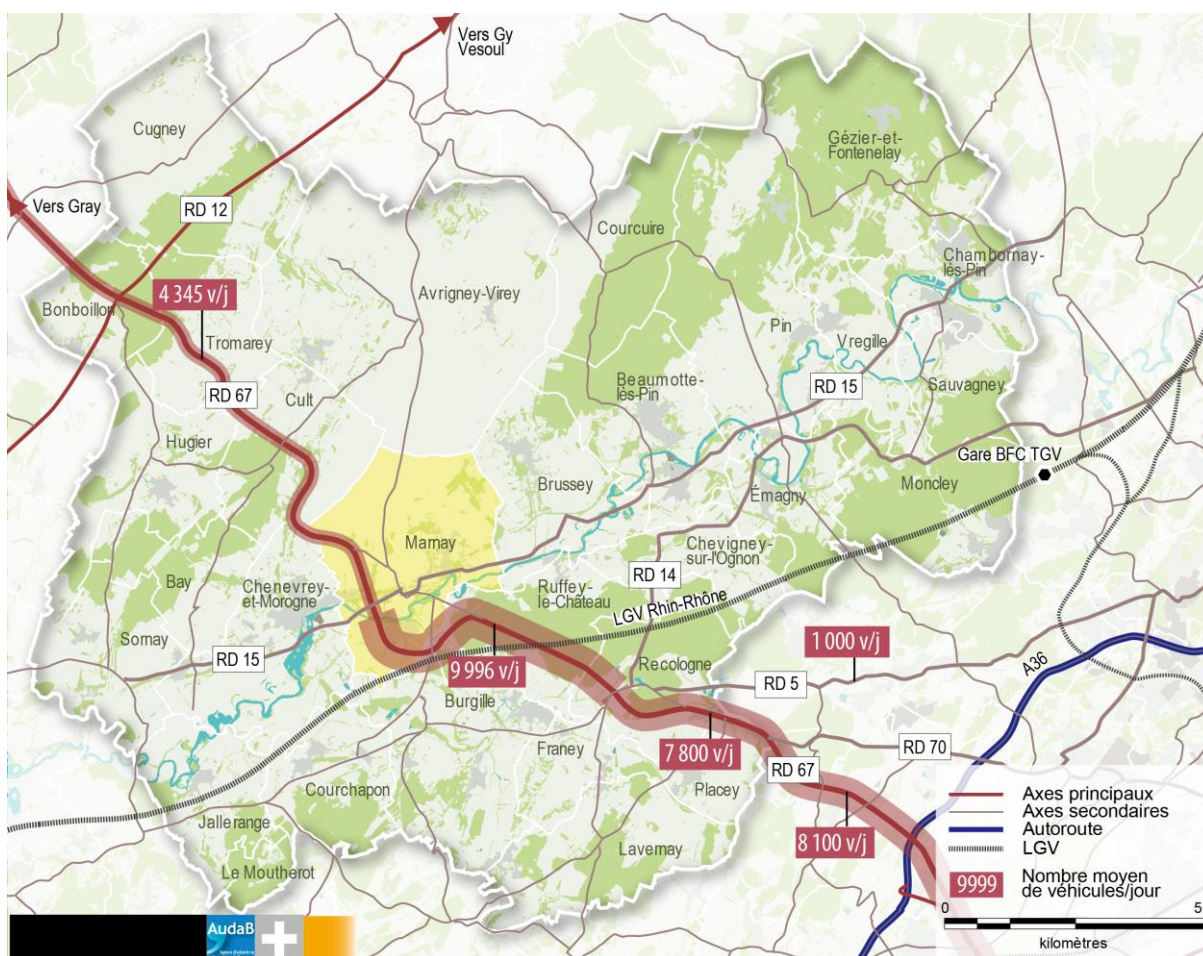 Vers Gy
Vesoul
Cugney
Gézier-et-
Fontenelay
Vers Gray
RD 12
Courcuire
Chambornay-
lès-Pin
4 345 v/j
Avrigney-Virey
Bonboillon
Tromarey
Pin
Vregille
RD 67
Cult
Beaumotte-
lès-Pin
RD 15
Sauvagney
Hugier
Gare BFC TGV
Brussey
Émagny
Moncley
Marnay
Chevigney-
sur-l'Ognon
Bay
Chenevrey-
et-Morogne
Ruffey-
le-Château
RD 14
LGV Rhin-Rhône
Sornay
RD 15
9 996 v/j
Recologne
1 000 v/j
A36
RD 5
Burgille
Franey
7 800 v/j
RD 70
RD 67
Courchapon
Placey
Jallerange
8 100 v/j
Lavernay
Le Moutherot
Axes principaux
Axes secondaires
Autoroute
LGV
9999
Nombre moyen
de véhicules/jour
0 5
kilomètres
AudaB